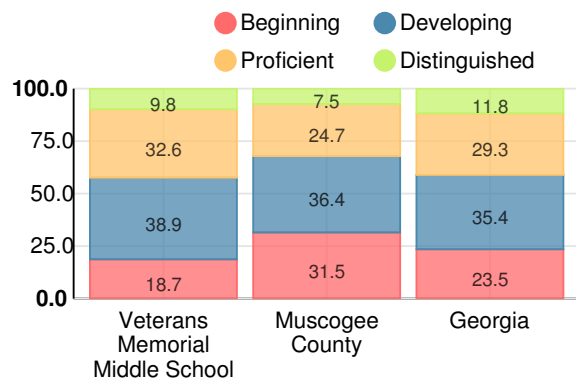 Beginning Developing
Proficient Distinguished
100.0
75.0
50.0
25.0
0.0
9.8 7.5 11.8
32.6 24.7 29.3
38.9 36.4 35.4
18.7 31.5 23.5
Veterans
Memorial
Middle School
Muscogee
County
Georgia